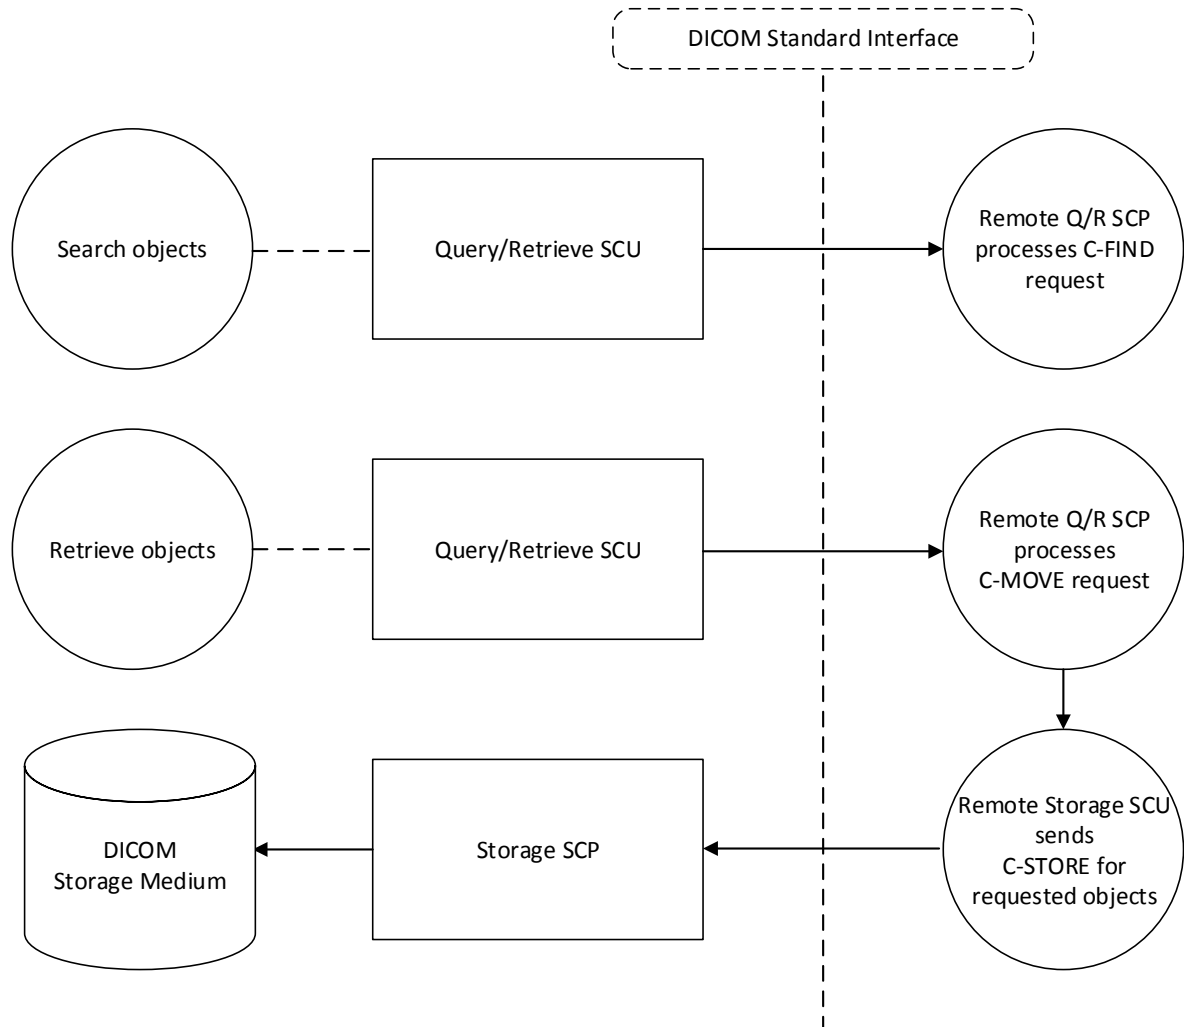 DICOM Standard Interface
Search objects
Query/Retrieve SCU
Remote Q/R SCP
processes C-FIND
request
Retrieve objects
Query/Retrieve SCU
Remote Q/R SCP
processes
C-MOVE request
DICOM
Storage Medium
Storage SCP
Remote Storage SCU
sends
C-STORE for
requested objects